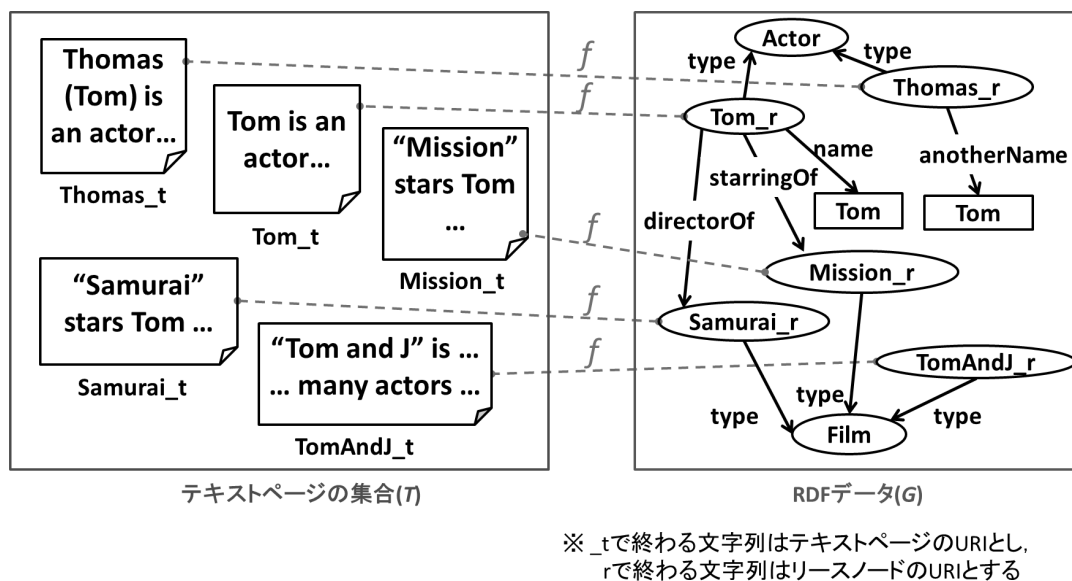 Thomas
(Tom) is
an actor…
Thomas_t
Tom is an
actor…
Tom_t
“Mission”
stars Tom
…
Mission_t
“Samurai”
stars Tom …
Samurai_t
“Tom and J” is …
… many actors …
TomAndJ_t
f
f
f
f
f
テキストページの集合(T)
Actor
type
type
Thomas_r
Tom_r
name
anotherName
starringOf
Tom
Tom
directorOf
Mission_r
Samurai_r
TomAndJ_r
type
type
type
Film
RDFデータ(G)
※ _tで終わる文字列はテキストページのURIとし,
rで終わる文字列はリースノードのURIとする